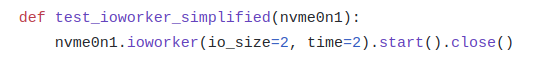 def test_ioworker_simplified(nvme0n1):
    nvme0n1.ioworker(io_size=2, time=2).start().close()